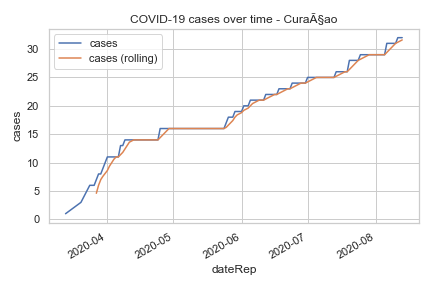 COVID-19 cases over time - CuraÃ§ao
cases
cases (rolling)
30
25
20
15
10
5
0
cases
2020-04
2020-05
2020-06
2020-07
2020-08
dateRep